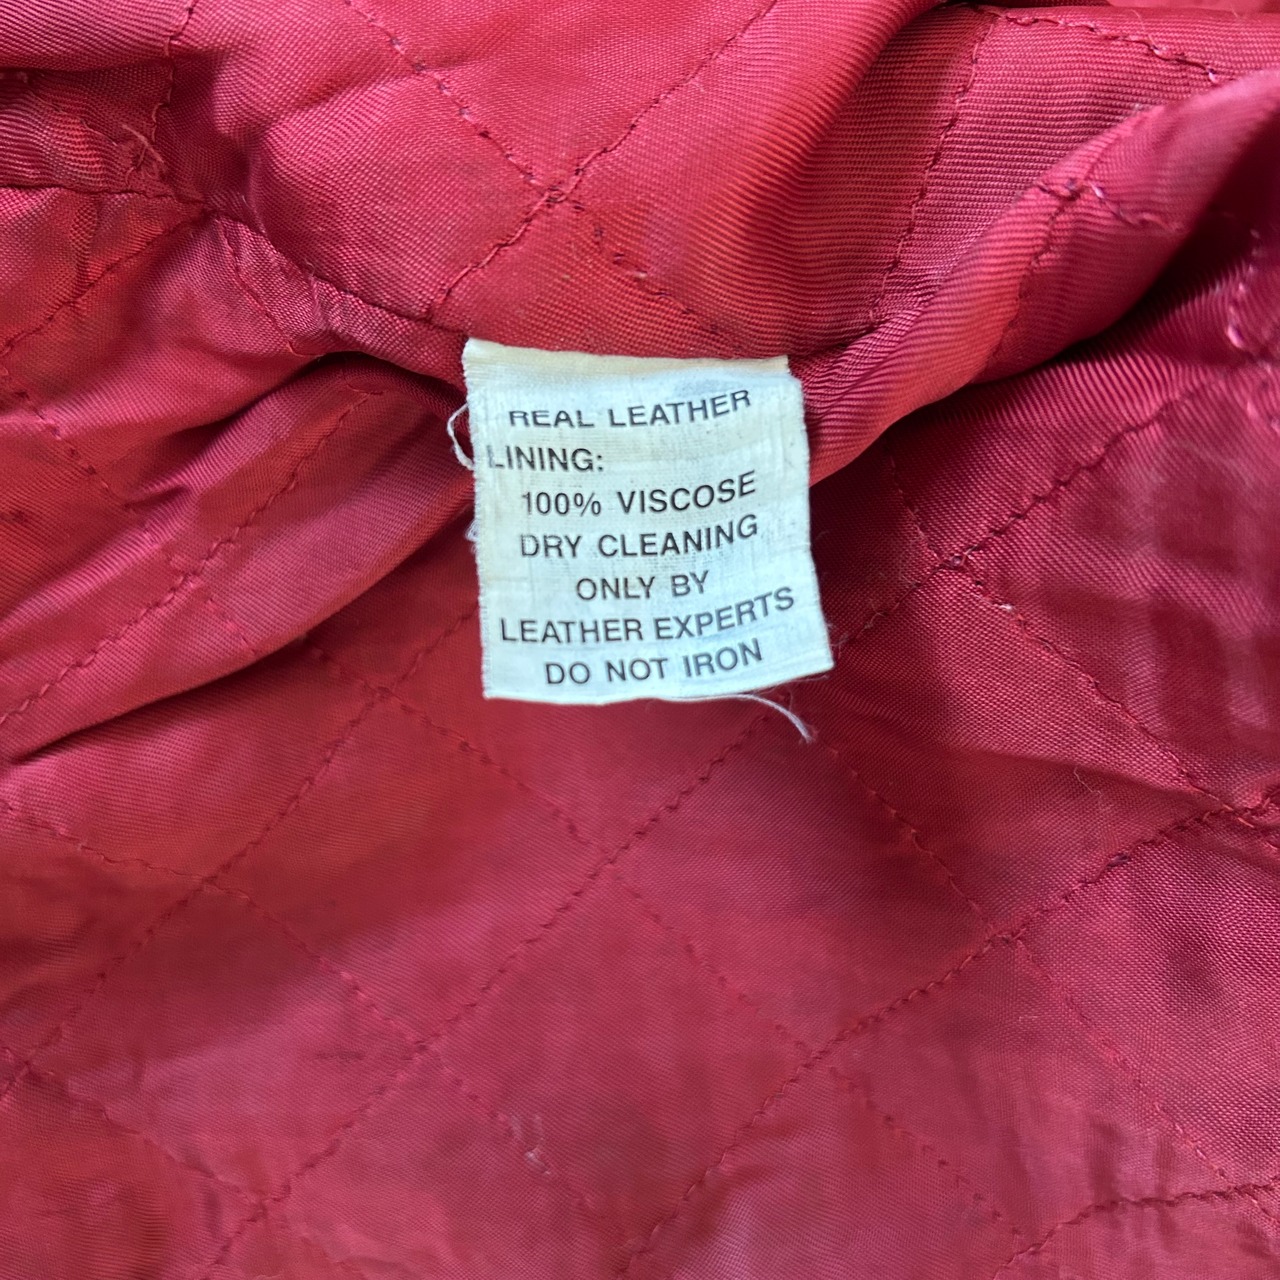 REAL LEATHER
LINING:
100% VISCOSE
DRY CLEANING
ONLY BY
LEATHER EXPERTS
DO NOT IRON